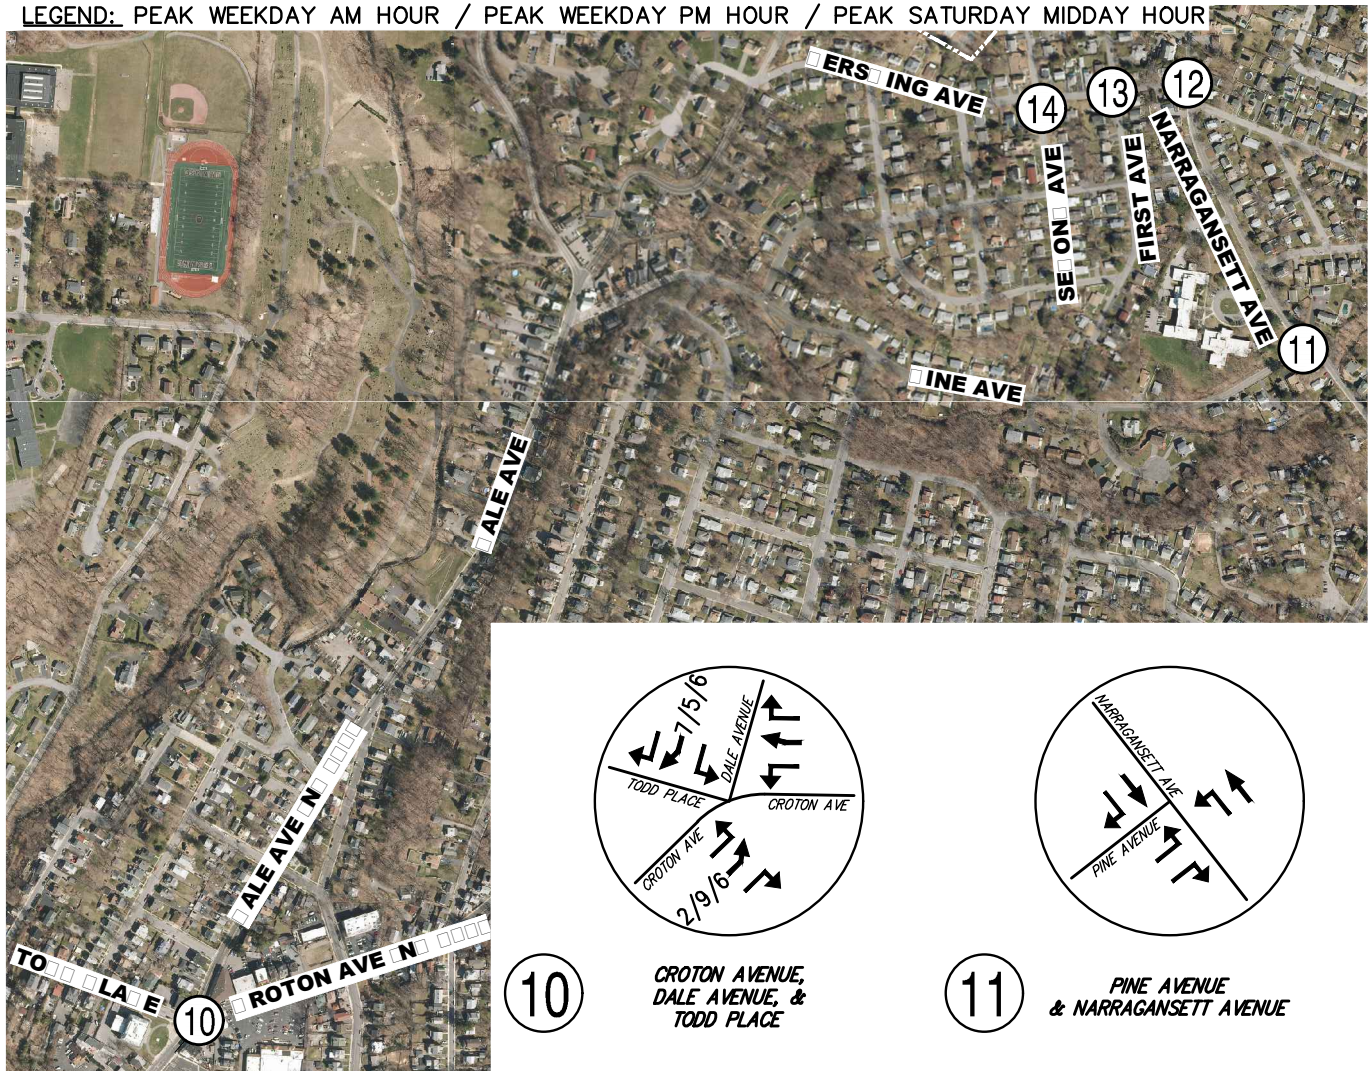 LEGEND: PEAK WEEKDAY AM HOUR / PEAK WEEKDAY PM HOUR / PEAK SATURDAY MIDDAY HOUR
□ERS□ING AVE
14
13
12
SE□ON□ AVE
FIRST AVE
NARRAGANSETT AVE
11
□INE AVE
□ALE AVE
□ALE AVE □N□ □□□□
TO□□ □LA□E
10
□ROTON AVE □N□ □□□□
7/5/6
DALE AVENUE
TODD PLACE
CROTON AVE
CROTON AVE
2/9/6
NARRAGANSETT AVE
PINE AVENUE
10
CROTON AVENUE,
DALE AVENUE, &
TODD PLACE
11
PINE AVENUE
& NARRAGANSETT AVENUE